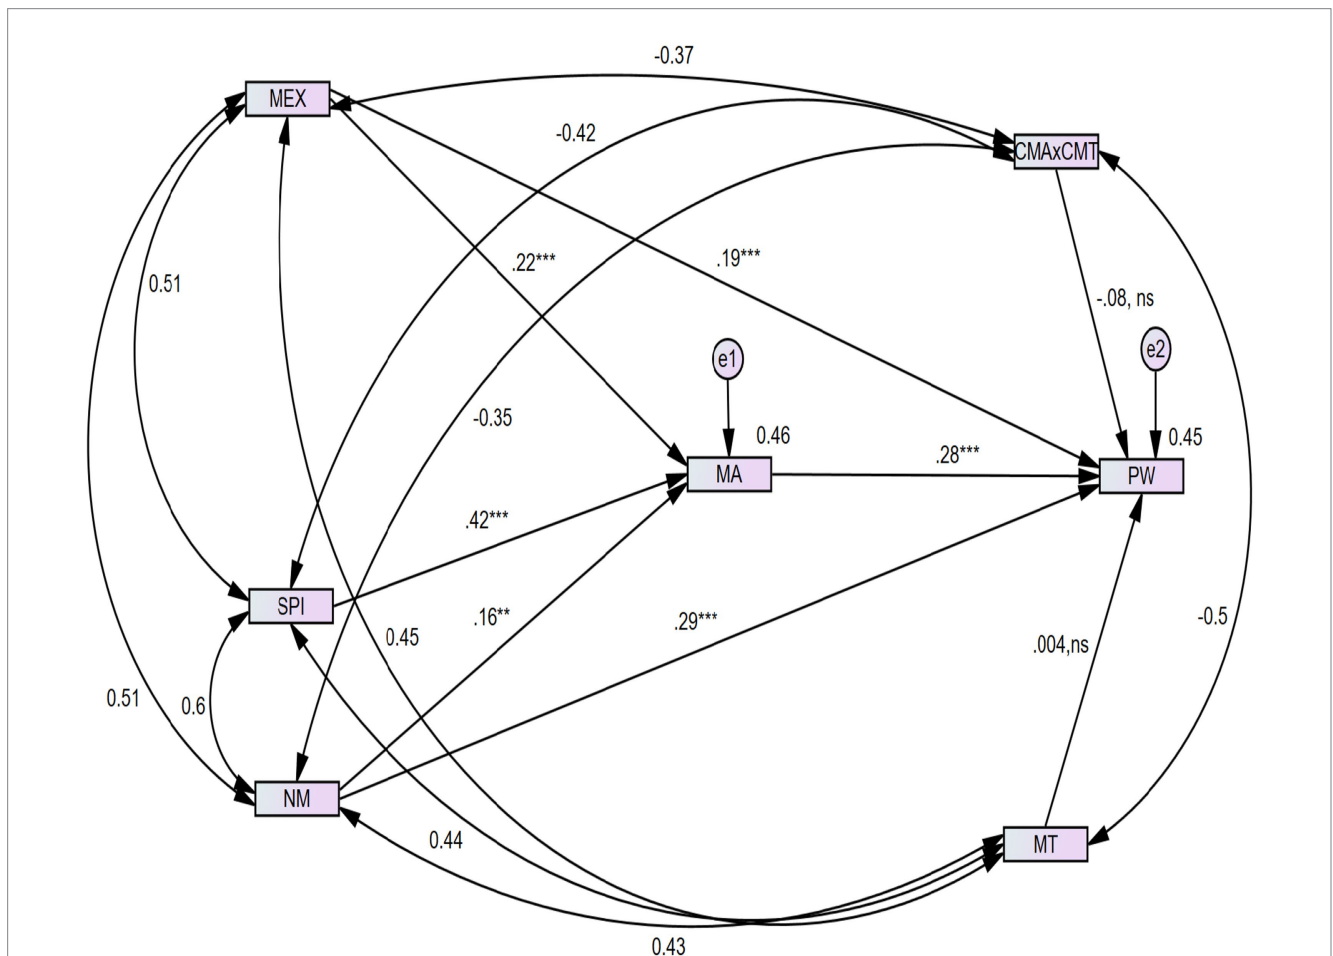 -0.37
MEX
-0.42
CMAxCMT
.22***
.19***
0.51
-.08, ns
e1
e2
-0.35
0.46
0.45
MA
.28***
PW
.42***
SPI
.16**
.29***
0.45
.004,ns
-0.5
0.51
0.6
NM
0.44
MT
0.43